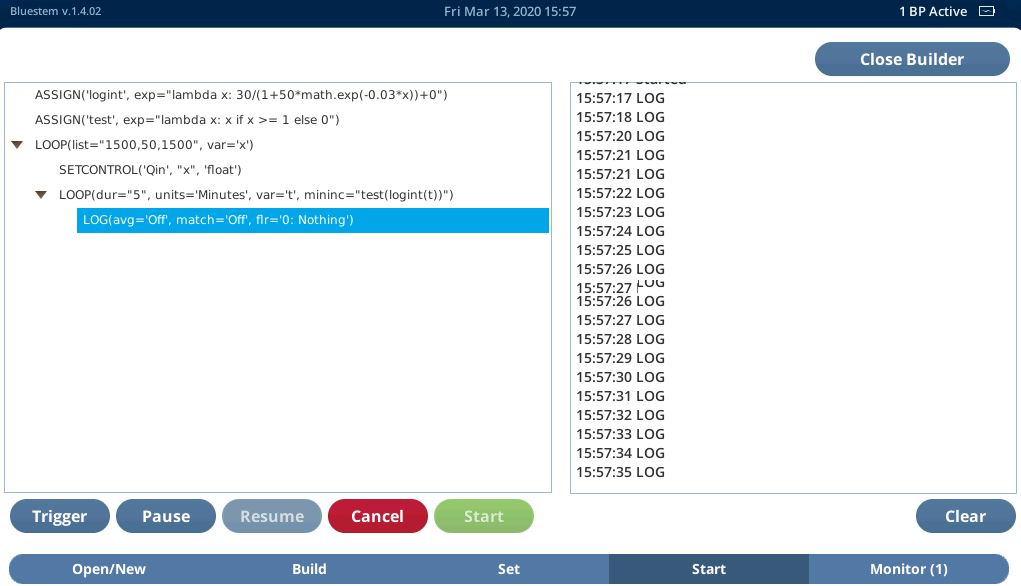 Bluestem v.1.4.02
Fri Mar 13, 2020 15:57
1 BP Active
Close Builder
ASSIGN('logint', exp="lambda x: 30/(1+50*math.exp(-0.03*x))+0")
ASSIGN('test', exp="lambda x: x if x >= 1 else 0")
LOOP(list="1500,50,1500", var='x')
SETCONTROL('Qin', "x", 'float')
LOOP(dur="5", units='Minutes', var='t', mininc="test(logint(t))")
LOG(avg='Off', match='Off', flr='0: Nothing')
15:57:17 Started
15:57:17 LOG
15:57:18 LOG
15:57:20 LOG
15:57:21 LOG
15:57:21 LOG
15:57:22 LOG
15:57:23 LOG
15:57:24 LOG
15:57:25 LOG
15:57:26 LOG
15:57:27 LOG
15:57:26 LOG
15:57:27 LOG
15:57:28 LOG
15:57:29 LOG
15:57:30 LOG
15:57:31 LOG
15:57:32 LOG
15:57:33 LOG
15:57:34 LOG
15:57:35 LOG
Trigger
Pause
Resume
Cancel
Start
Clear
Open/New
Build
Set
Start
Monitor (1)